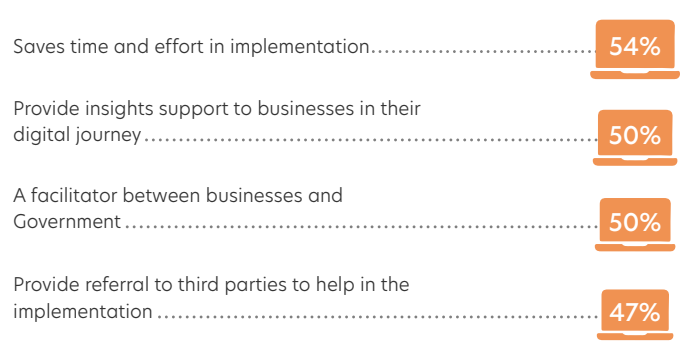 Saves time and effort in implementation.................................. 54%
Provide insights support to businesses in their
digital journey...................................................................... 50%
A facilitator between businesses and
Government......................................................................... 50%
Provide referral to third parties to help in the
implementation.................................................................... 47%